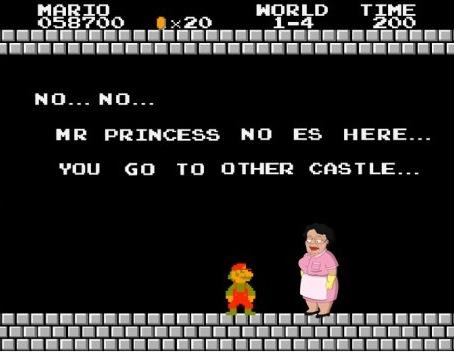 MARIO WORLD TIME
058700 ×20 1-4 200
NO... NO...
MR PRINCESS NO ES HERE...
YOU GO TO OTHER CASTLE...